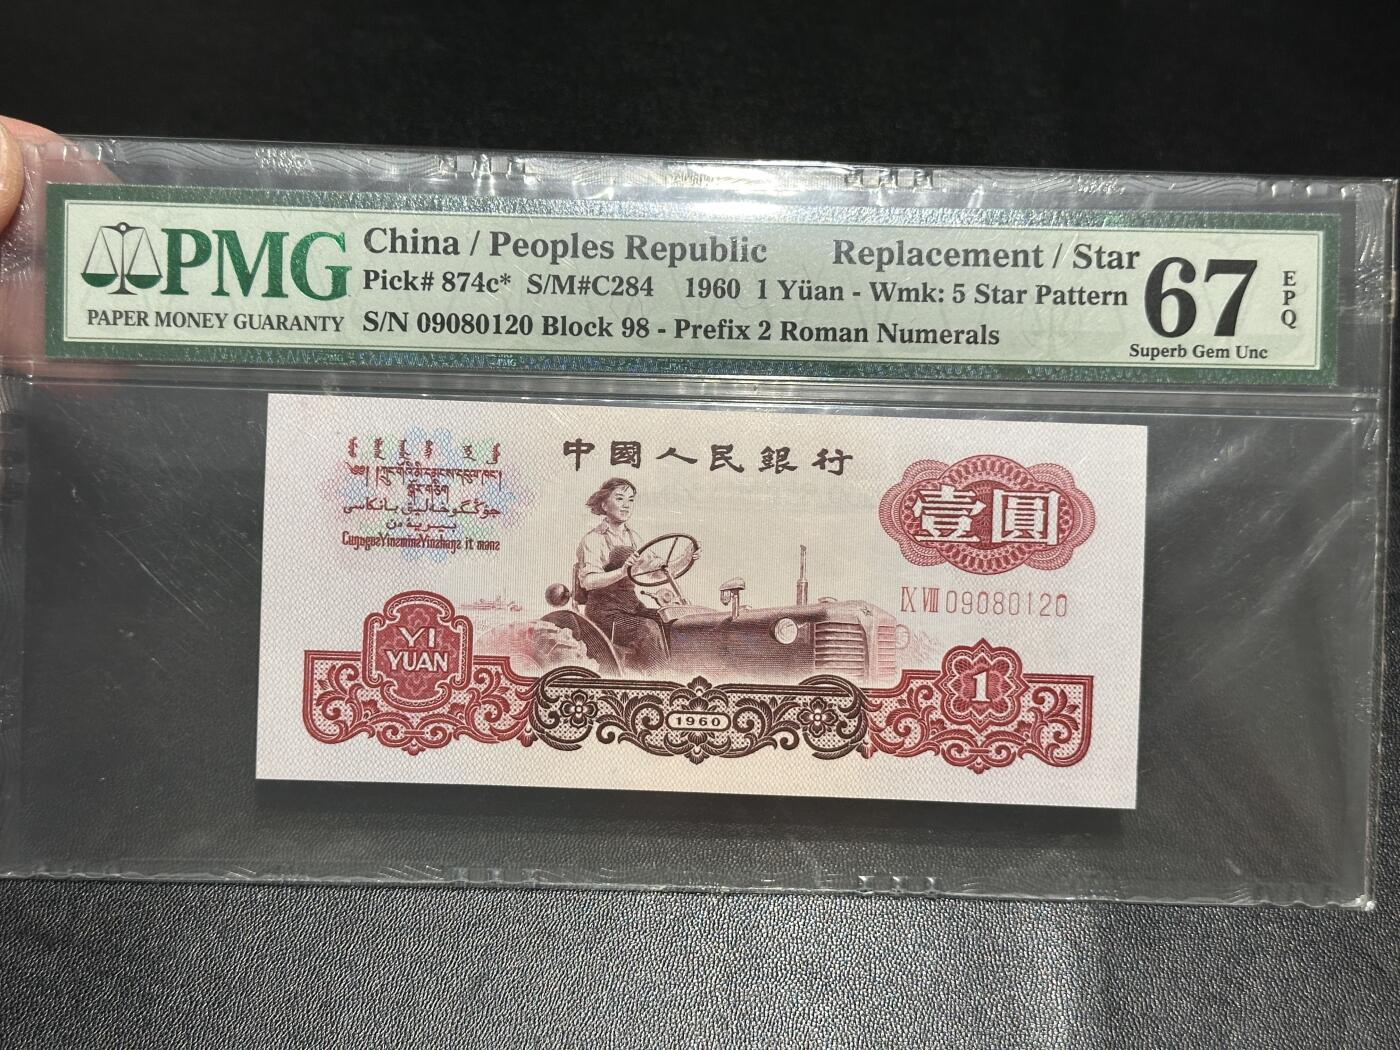 PMG
PAPER MONEY GUARANTY
China / Peoples Republic Replacement / Star
Pick# 874c* S/M#C284 1960 1 Yüan - Wmk: 5 Star Pattern
S/N 09080120 Block 98 - Prefix 2 Roman Numerals
67
EPQ
Superb Gem Unc
中國人民銀行
壹圓
IX VIII 09080120
YI
YUAN
1960
1